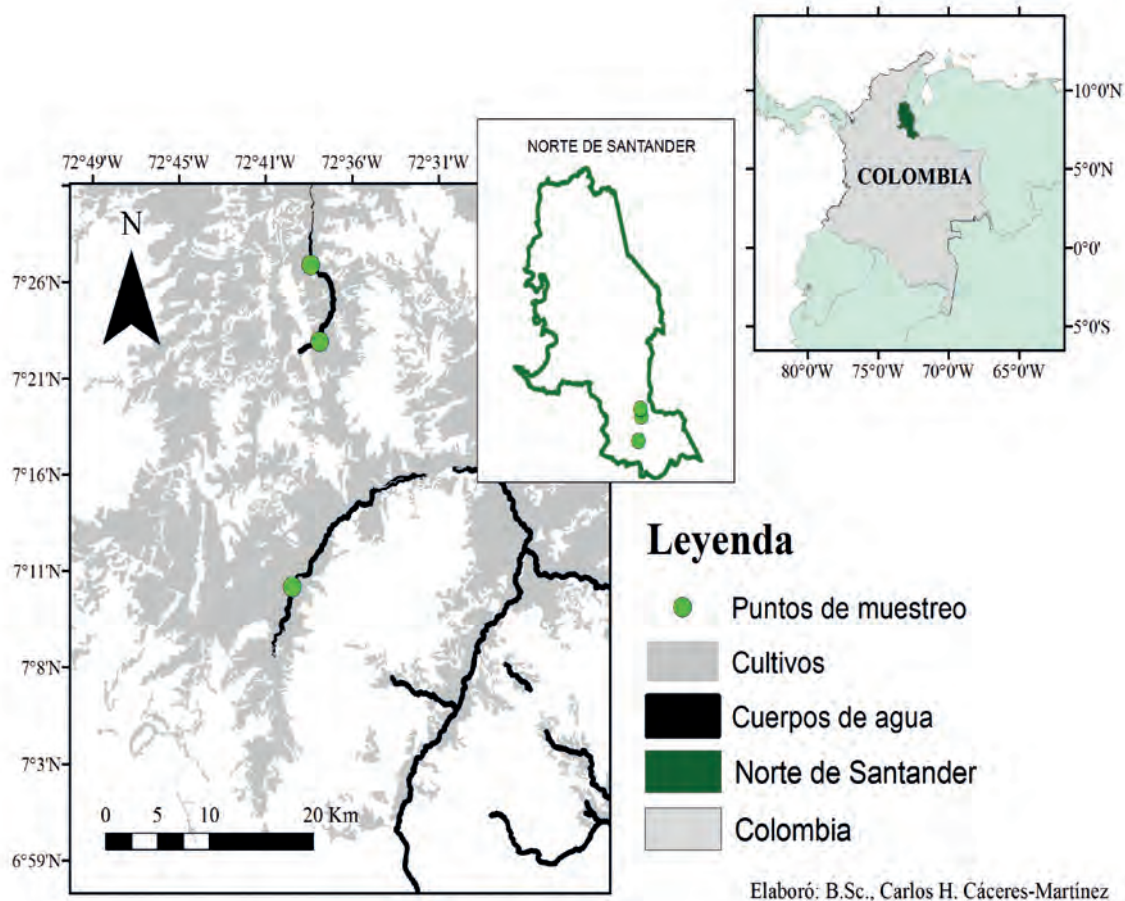 72°49'W 72°45'W 72°41'W 72°36'W 72°31'W
N
7°26'N
7°21'N
7°16'N
7°11'N
7°8'N
7°3'N
6°59'N
0 5 10 20 Km
NORTE DE SANTANDER
COLOMBIA
10°0'N
5°0'N
0°0'
5°0'S
80°0'W 75°0'W 70°0'W 65°0'W
Leyenda
Puntos de muestreo
Cultivos
Cuerpos de agua
Norte de Santander
Colombia
Elaboró: B.Sc., Carlos H. Cáceres-Martínez